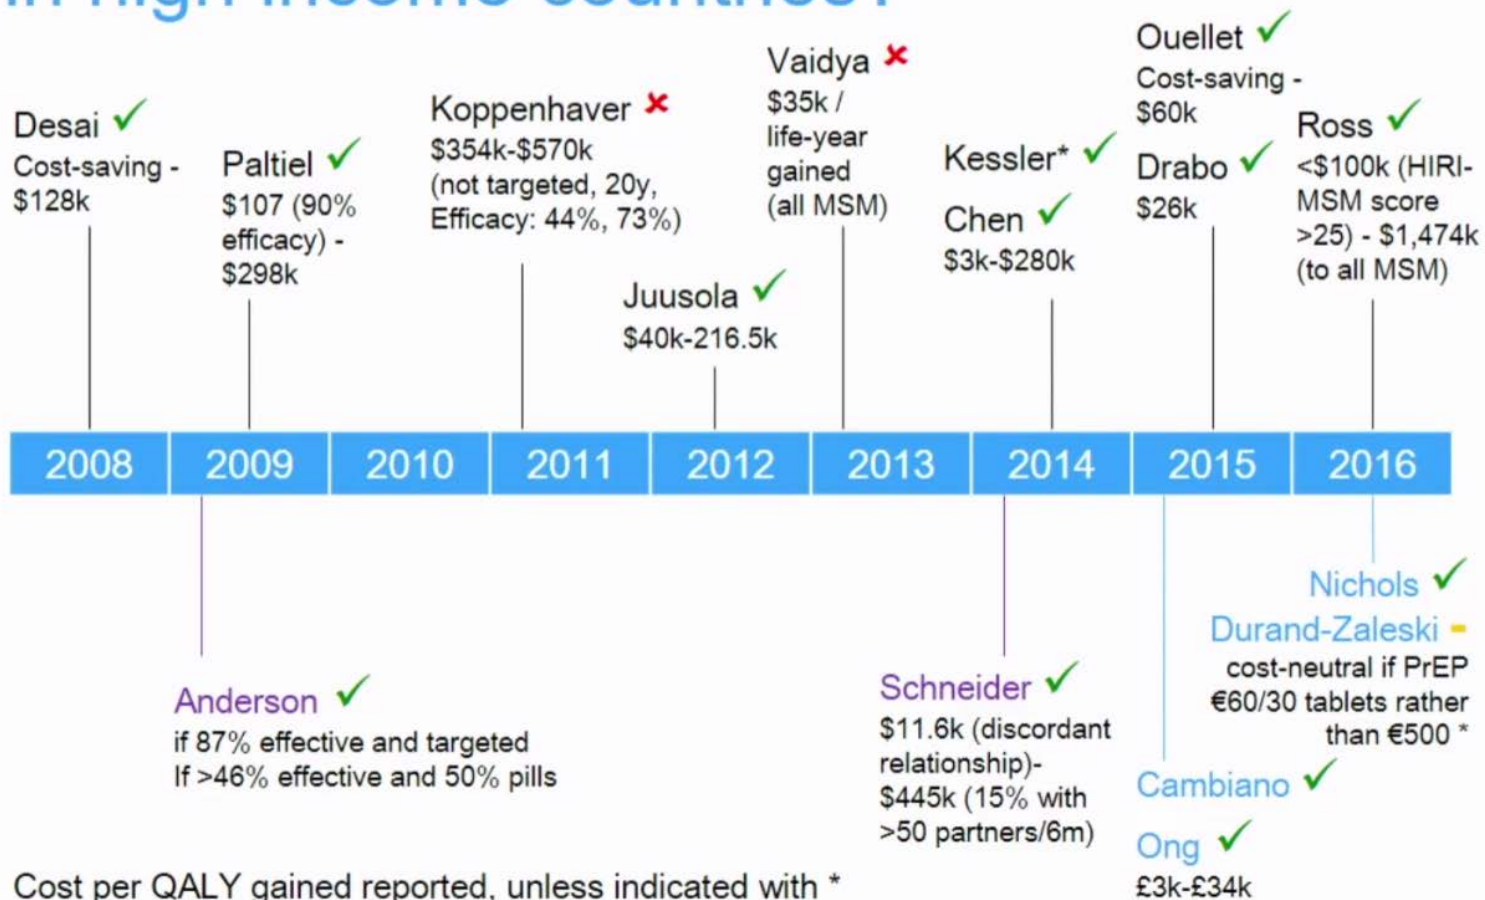 in high income countries?
Desai
Cost-saving -
$128k
Paltiel
$107 (90%
efficacy) -
$298k
Koppenhaver
$354k-$570k
(not targeted, 20y,
Efficacy: 44%, 73%)
Juusola
$40k-216.5k
Vaidya
$35k /
life-year
gained
(all MSM)
Kessler*
Chen
$3k-$280k
Ouellet
Cost-saving -
$60k
Drabo
$26k
Ross
<$100k (HIRI-
MSM score
>25) - $1,474k
(to all MSM)
2008 2009 2010 2011 2012 2013 2014 2015 2016
Anderson
if 87% effective and targeted
If >46% effective and 50% pills
Schneider
$11.6k (discordant
relationship)-
$445k (15% with
>50 partners/6m)
Nichols
Durand-Zaleski
cost-neutral if PrEP
€60/30 tablets rather
than €500 *
Cambiano
Ong
£3k-£34k
Cost per QALY gained reported, unless indicated with *